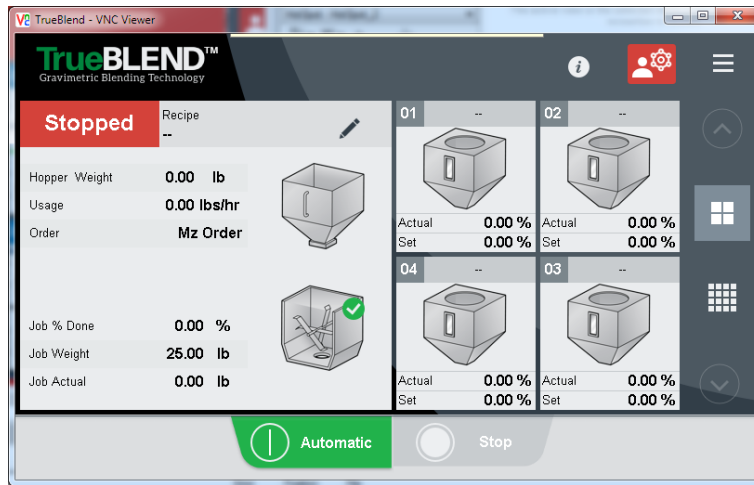 TrueBlend - VNC Viewer
TrueBLEND™
Gravimetric Blending Technology
i
Stopped
Recipe
--
Hopper Weight 0.00 lb
Usage 0.00 lbs/hr
Order Mz Order
Job % Done 0.00 %
Job Weight 25.00 lb
Job Actual 0.00 lb
01 --
Actual 0.00 %
Set 0.00 %
02 --
Actual 0.00 %
Set 0.00 %
04 --
Actual 0.00 %
Set 0.00 %
03 --
Actual 0.00 %
Set 0.00 %
Automatic
Stop